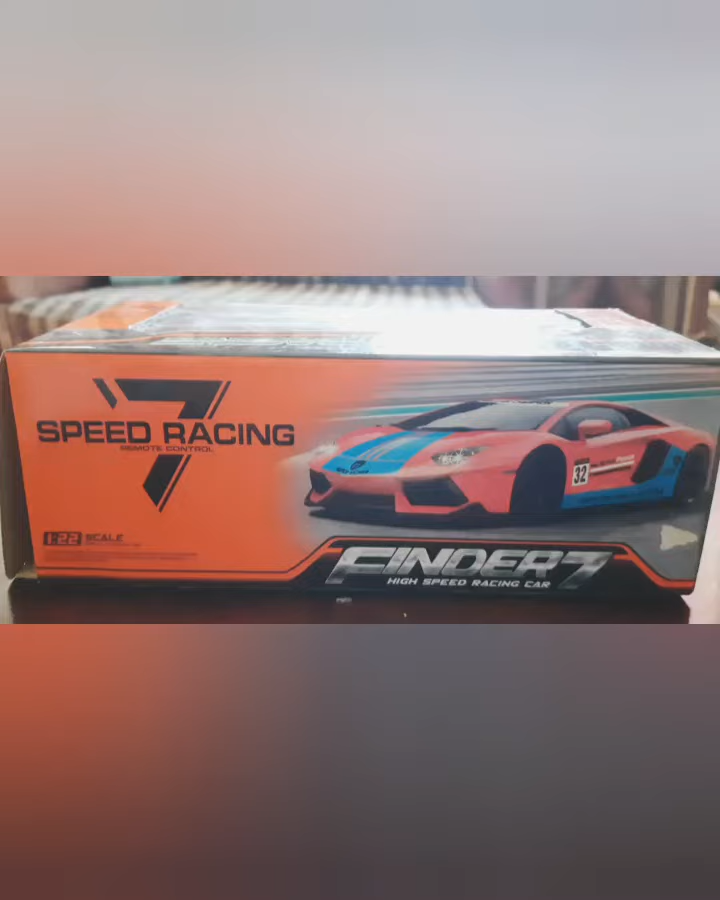 7
SPEED RACING
REMOTE CONTROL
1:22 SCALE
32
FINDER 7
HIGH SPEED RACING CAR